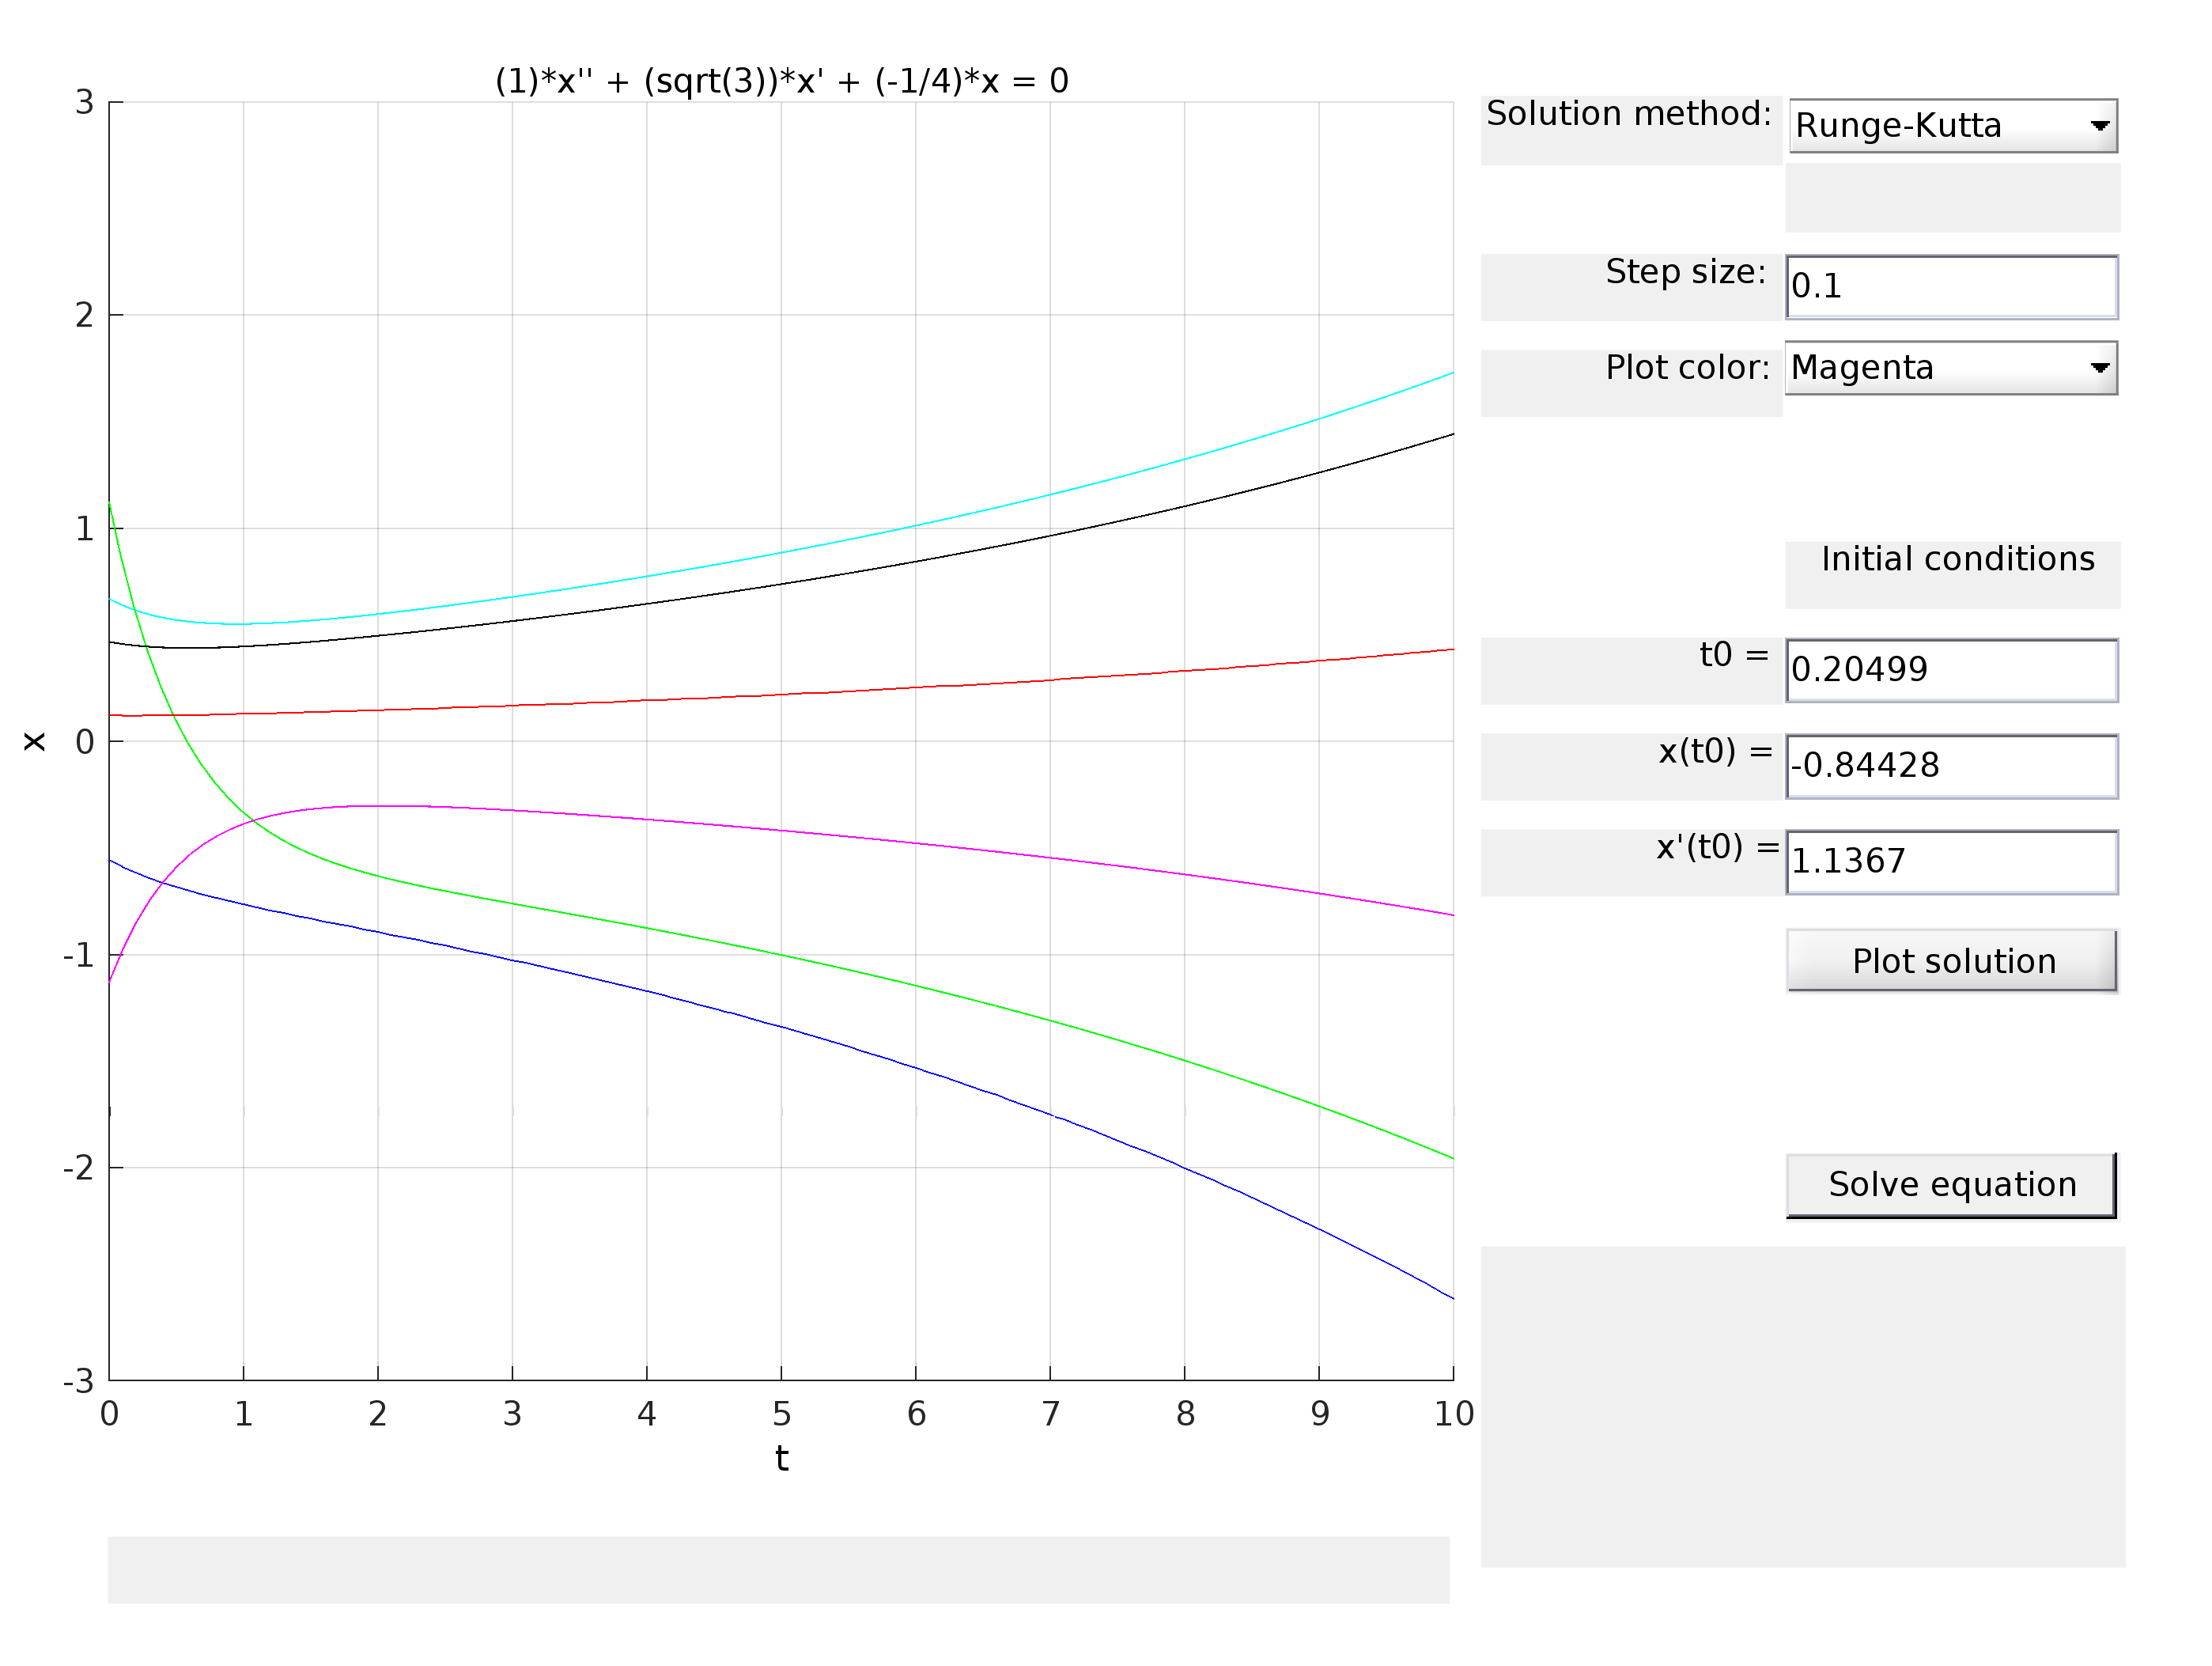 (1)*x'' + (sqrt(3))*x' + (-1/4)*x = 0
3
2
1
0
-1
-2
-3
x
0 1 2 3 4 5 6 7 8 9 10
t
Solution method: Runge-Kutta
Step size: 0.1
Plot color: Magenta
Initial conditions
t0 = 0.20499
x(t0) = -0.84428
x'(t0) = 1.1367
Plot solution
Solve equation